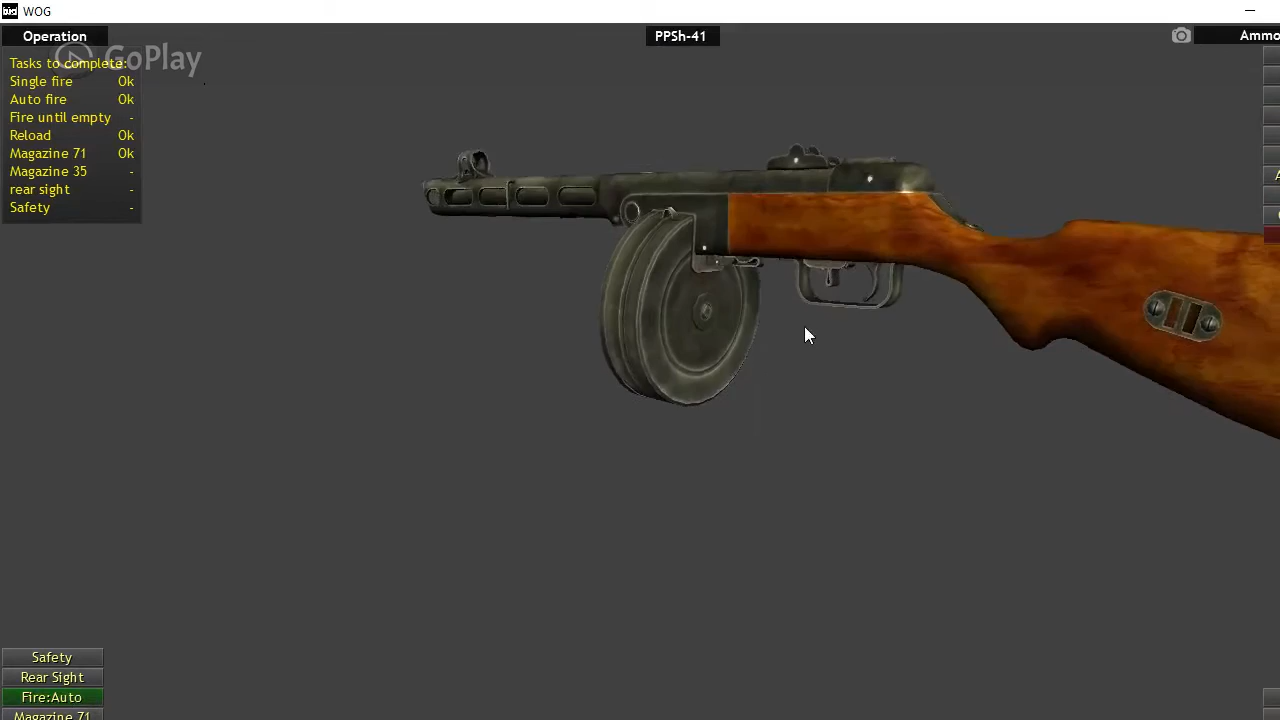 WOG
Operation
PPSh-41
Ammo
GoPlay
Tasks to complete:
Single fire Ok
Auto fire Ok
Fire until empty -
Reload Ok
Magazine 71 Ok
Magazine 35 -
rear sight -
Safety -
Safety
Rear Sight
Fire:Auto
Magazine 71